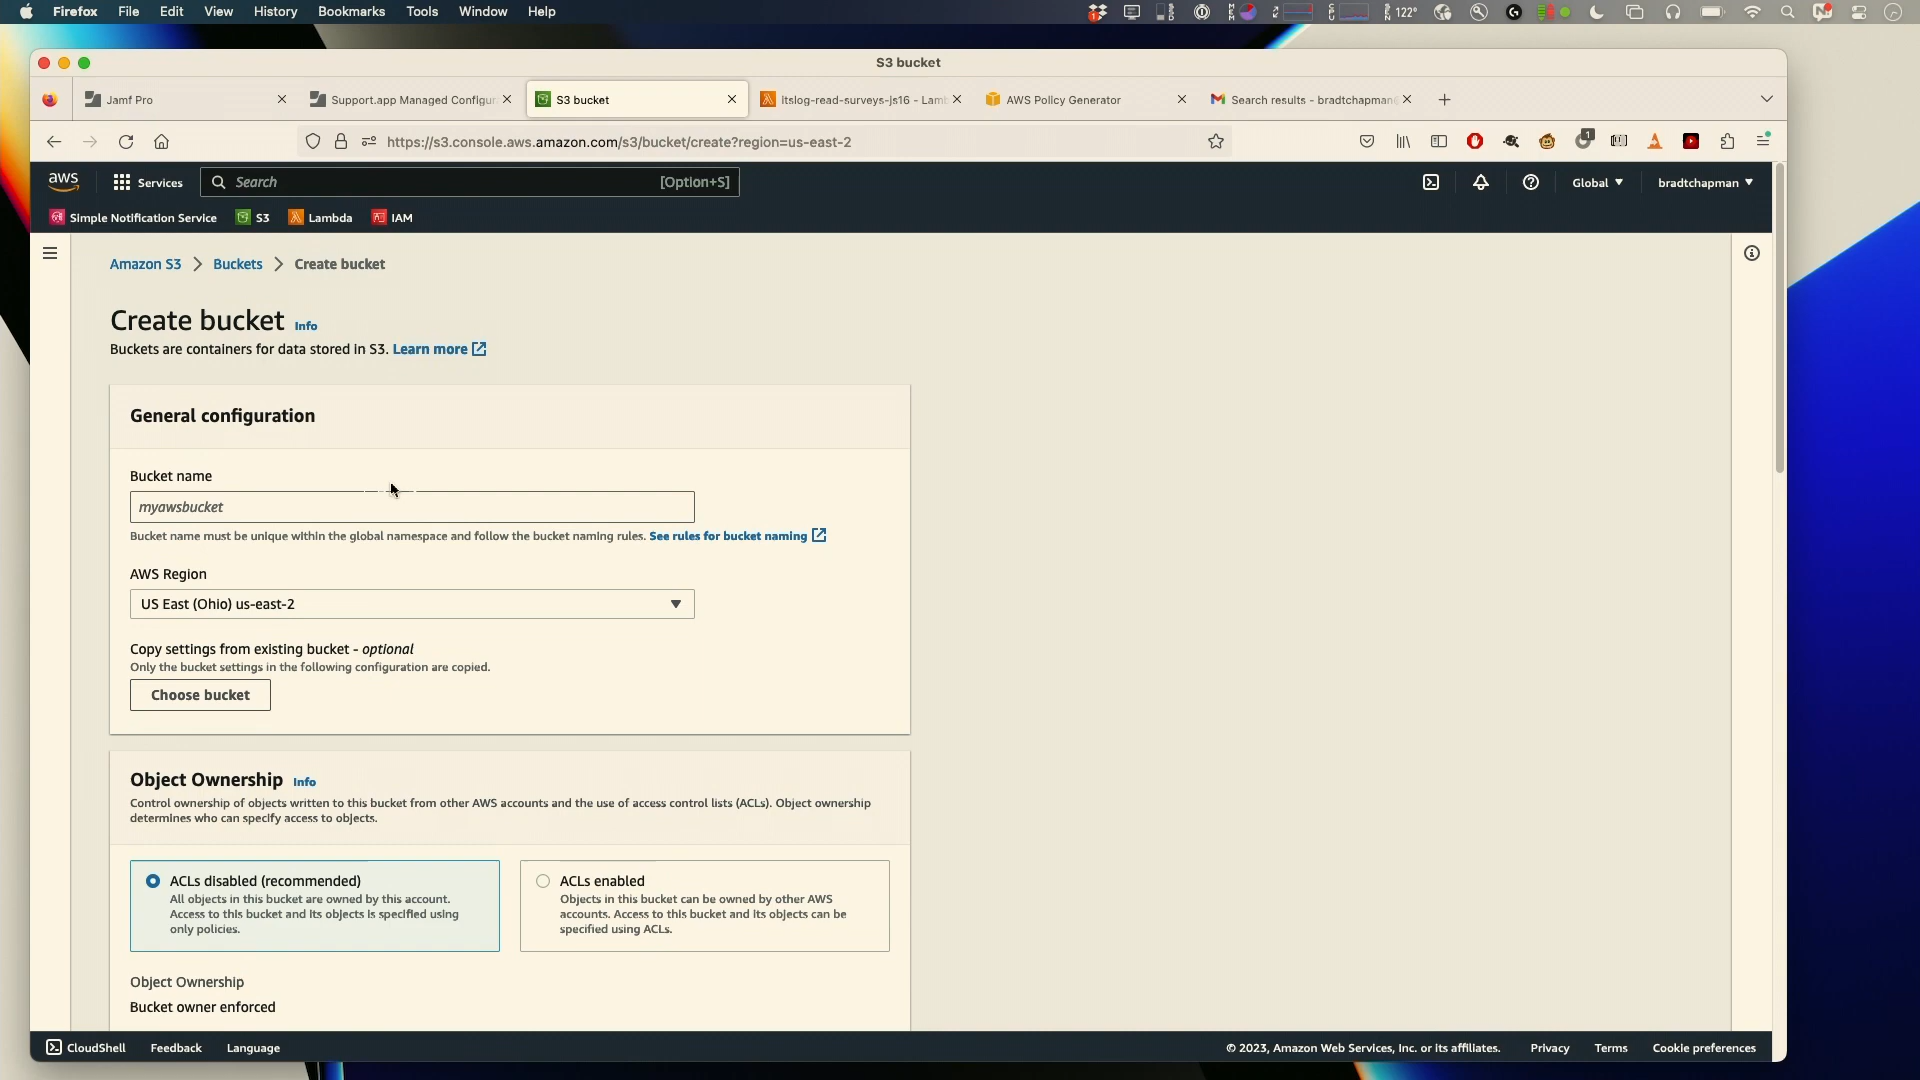 Firefox File Edit View History Bookmarks Tools Window Help
122°
S3 bucket
Jamf Pro
Support.app Managed Configur
S3 bucket
Itslog-read-surveys-js16 - Lamb
AWS Policy Generator
Search results - bradtchapman
https://s3.console.aws.amazon.com/s3/bucket/create?region=us-east-2
1
aws
Services
Search
[Option+S]
Global
bradtchapman
Simple Notification Service
S3
Lambda
IAM
Amazon S3
Buckets
Create bucket
Create bucket Info
Buckets are containers for data stored in S3. Learn more
General configuration
Bucket name
myawsbucket
Bucket name must be unique within the global namespace and follow the bucket naming rules. See rules for bucket naming
AWS Region
US East (Ohio) us-east-2
Copy settings from existing bucket - optional
Only the bucket settings in the following configuration are copied.
Choose bucket
Object Ownership Info
Control ownership of objects written to this bucket from other AWS accounts and the use of access control lists (ACLs). Object ownership
determines who can specify access to objects.
ACLs disabled (recommended)
All objects in this bucket are owned by this account.
Access to this bucket and its objects is specified using
only policies.
ACLs enabled
Objects in this bucket can be owned by other AWS
accounts. Access to this bucket and its objects can be
specified using ACLs.
Object Ownership
Bucket owner enforced
CloudShell
Feedback
Language
© 2023, Amazon Web Services, Inc. or its affiliates.
Privacy
Terms
Cookie preferences